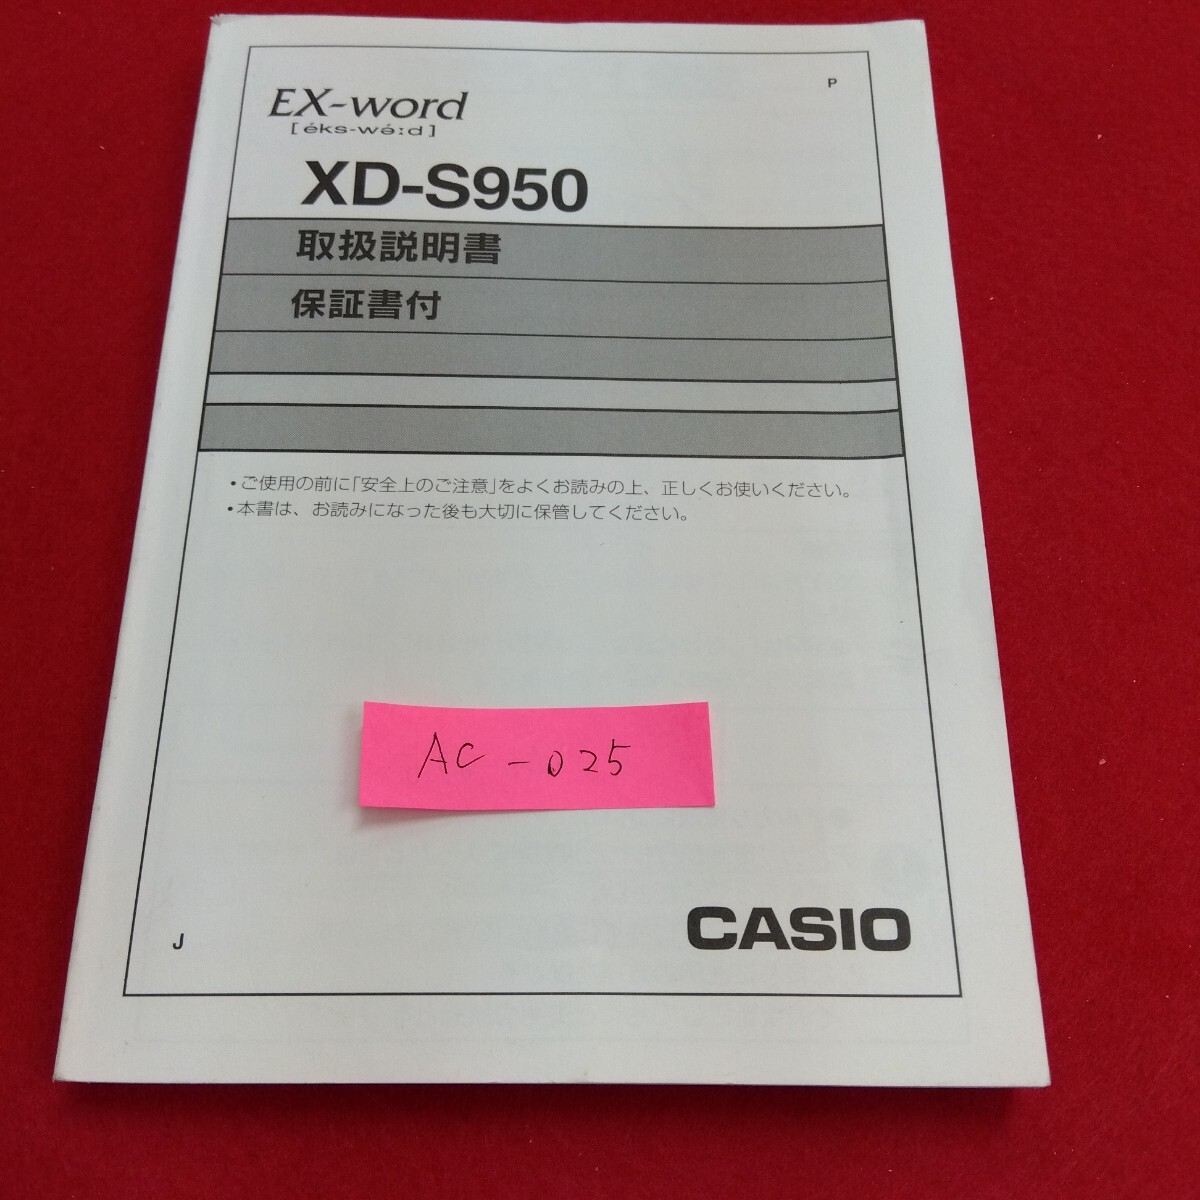 P
EX-word
[éks-wé:d]
XD-S950
取扱説明書
保証書付
•ご使用の前に「安全上のご注意」をよくお読みの上、正しくお使いください。
•本書は、お読みになった後も大切に保管してください。
AC-025
CASIO
J